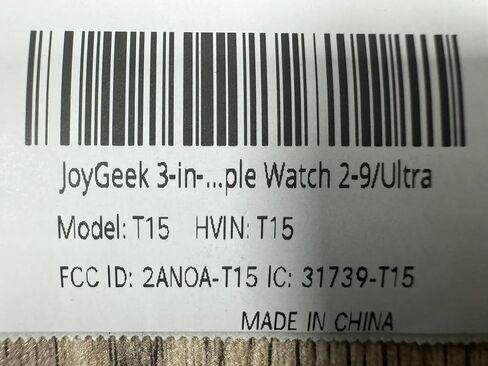 JoyGeek 3-in-...ple Watch 2-9/Ultra
Model: T15 HVIN: T15
FCC ID: 2ANOA-T15 IC: 31739-T15
MADE IN CHINA